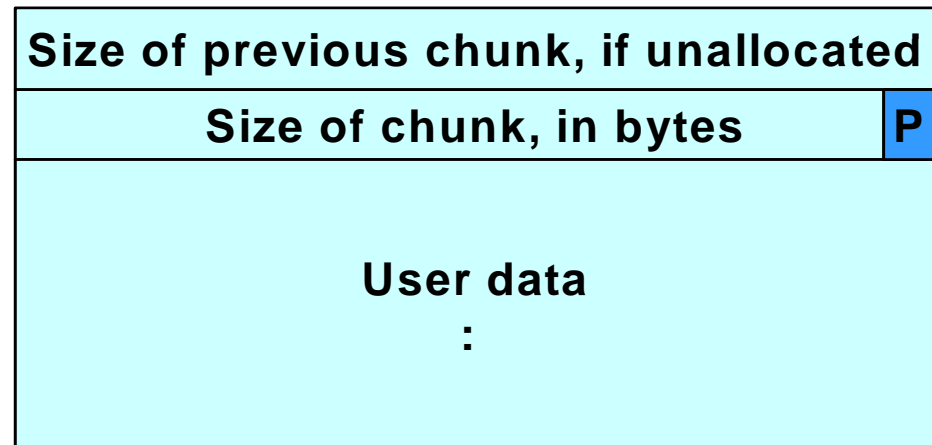 Size of previous chunk, if unallocated
Size of chunk, in bytes P
User data
: